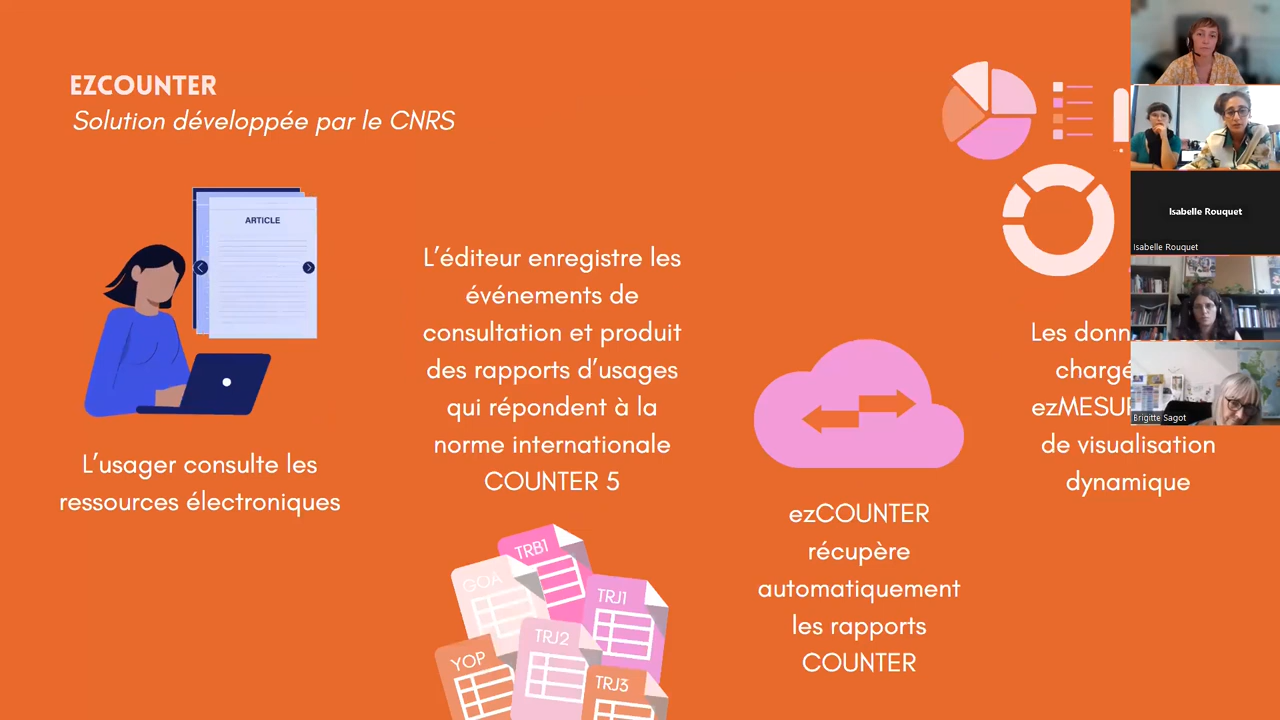 EZCOUNTER
Solution développée par le CNRS
ARTICLE
L'usager consulte les
ressources électroniques
L'éditeur enregistre les
événements de
consultation et produit
des rapports d'usages
qui répondent à la
norme internationale
COUNTER 5
TRB1
GOA
TRJ1
TRJ2
YOP
TRJ3
ezCOUNTER
récupère
automatiquement
les rapports
COUNTER
Les donn
chargé
ezMESU
de visualisation
dynamique
Isabelle Rouquet
Isabelle Rouquet
Brigitte Sagot